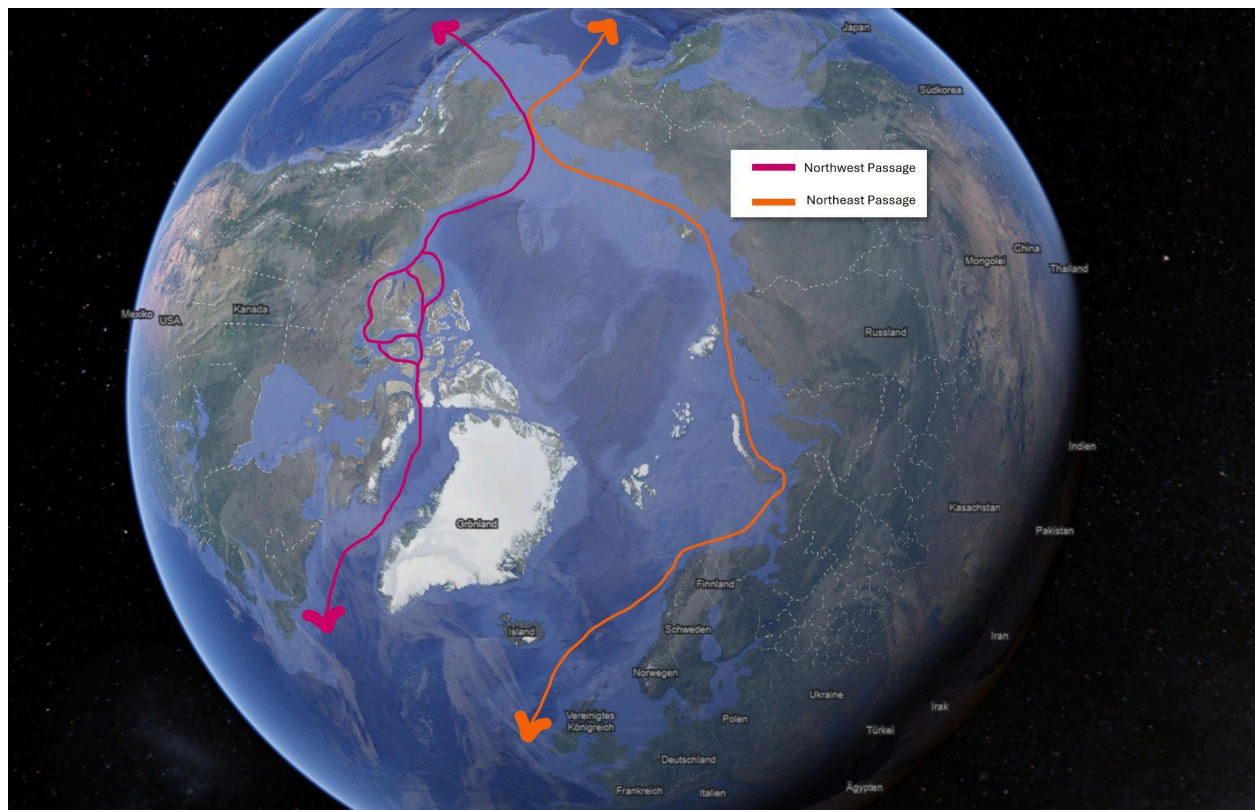 Japan
Südkorea
Northwest Passage
Northeast Passage
China
Mongolei
Thailand
Mexiko
USA
Kanada
Russland
Indien
Kasachstan
Grönland
Pakistan
Finnland
Island
Schweden
Iran
Norwegen
Ukraine
Irak
Vereinigtes
Königreich
Polen
Türkei
Deutschland
Ägypten
Frankreich
Italien